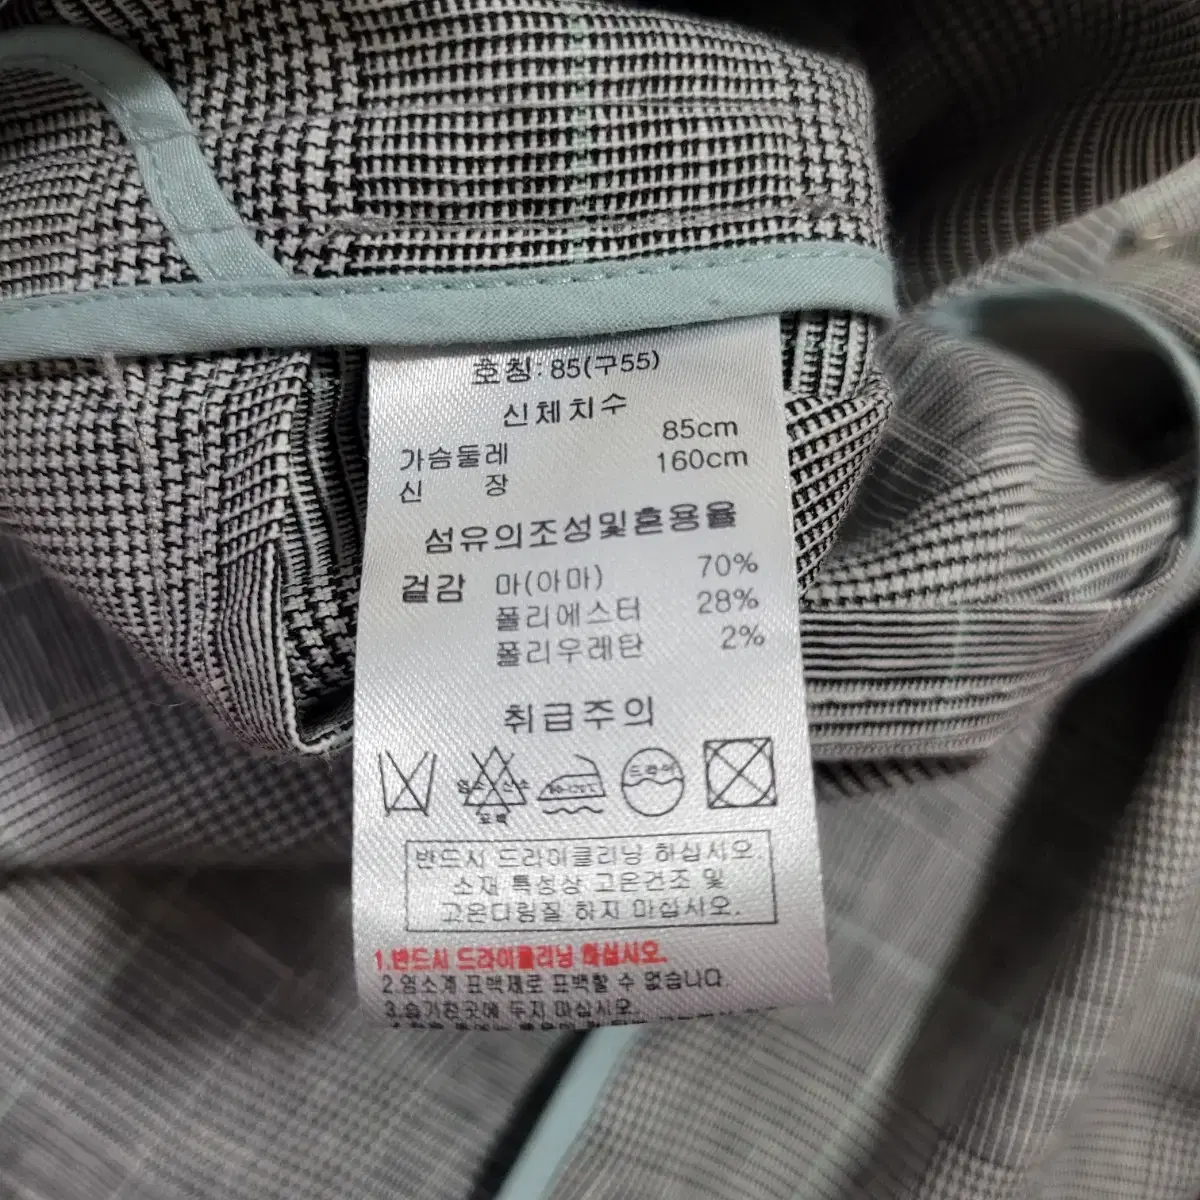 호칭: 85(구55)
신체치수
가슴둘레 85cm
신 장 160cm
섬유의조성및혼용율
겉감 마(아마) 70%
폴리에스터 28%
폴리우레탄 2%
취급주의
표백
드라이
반드시 드라이클리닝 하십시오.
소재 특성상 고온건조 및
고온다림질 하지 마십시오.
1.반드시 드라이클리닝 하십시오.
2.염소계 표백제로 표백할 수 없습니다.
3.습기찬곳에 두지 마십시오.